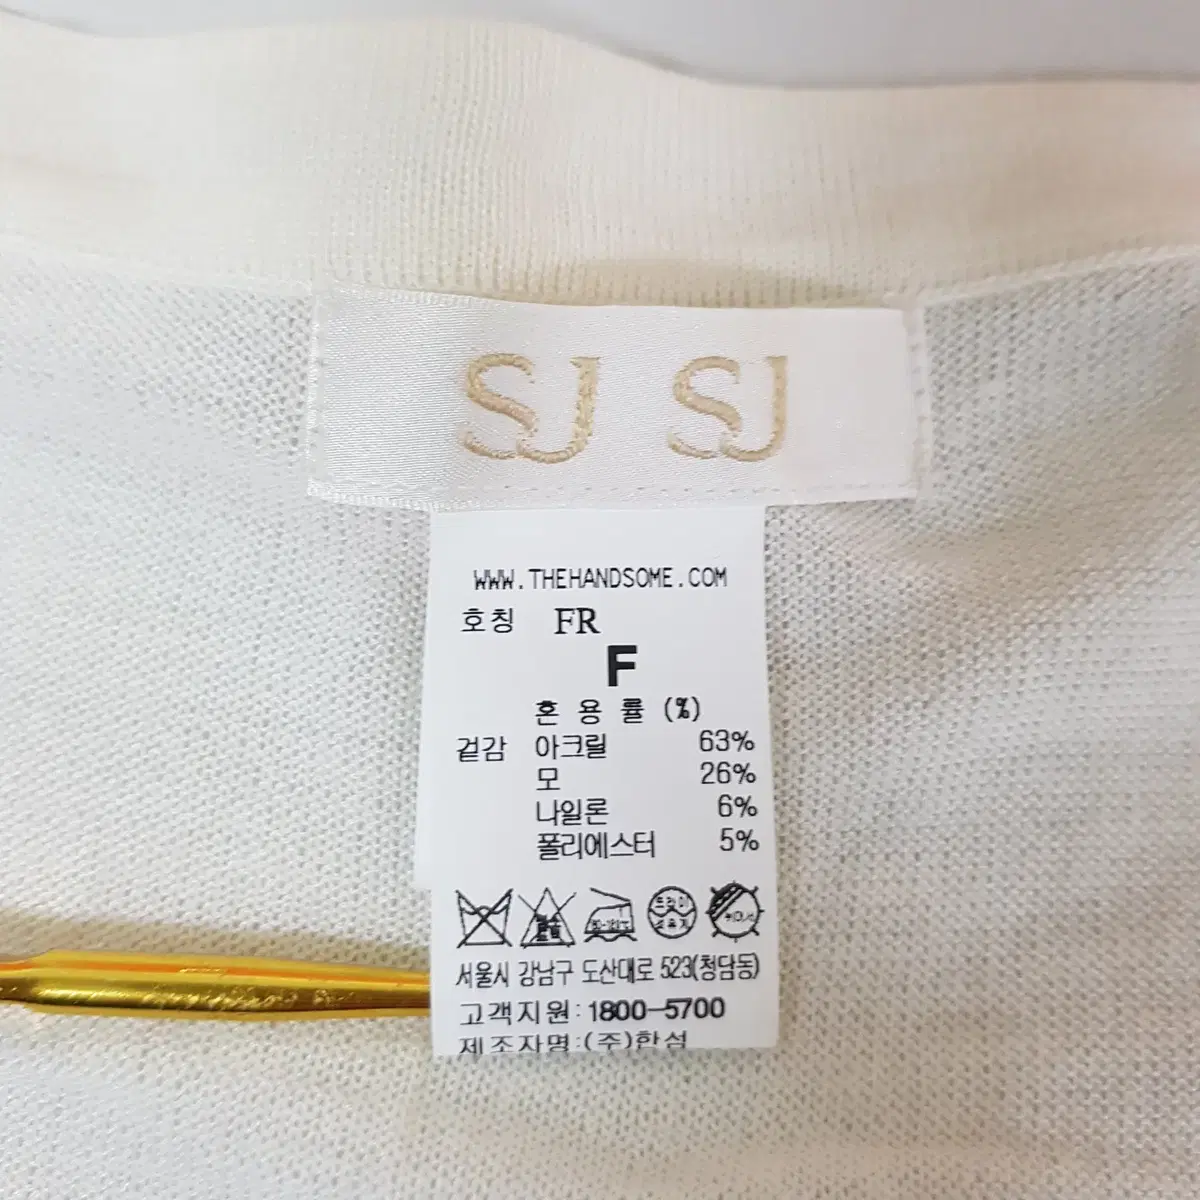 SJ SJ
WWW.THEHANDSOME.COM
호칭 FR
F
혼 용 률 (%)
겉감 아크릴 63%
모 26%
나일론 6%
폴리에스터 5%
서울시 강남구 도산대로 523(청담동)
고객지원: 1800-5700
제조자명:(주)한섬